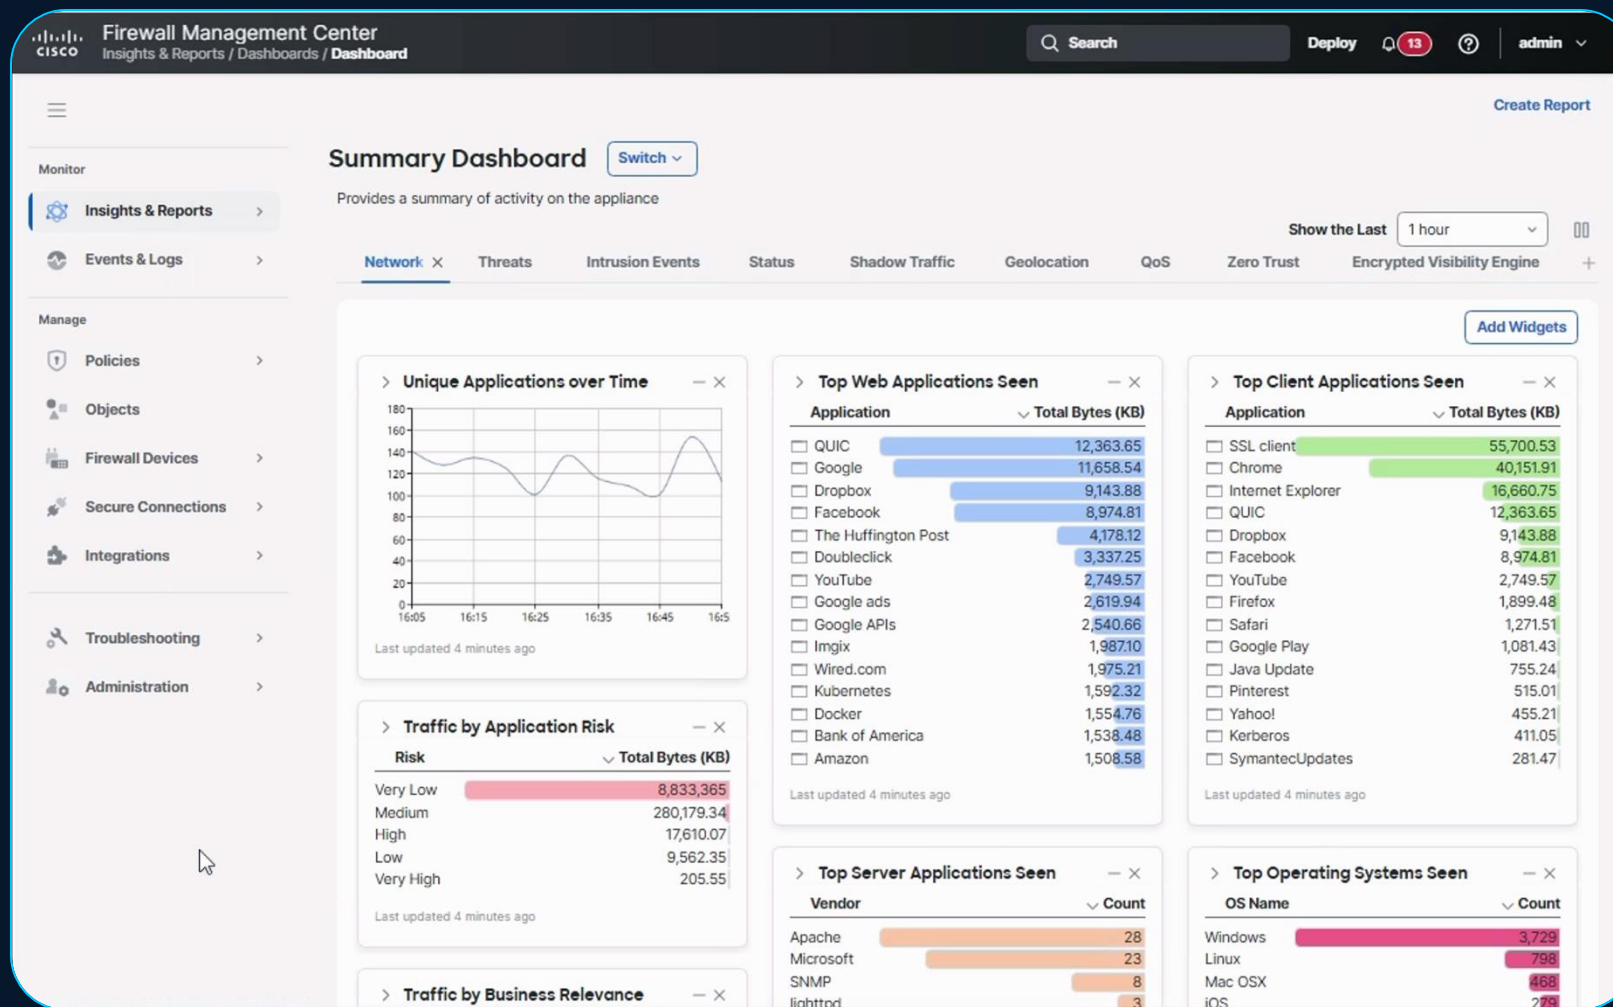 CISCO
Firewall Management Center
Insights & Reports / Dashboards / Dashboard
Search
Deploy
13
admin
Create Report
Monitor
Insights & Reports
Events & Logs
Manage
Policies
Objects
Firewall Devices
Secure Connections
Integrations
Troubleshooting
Administration
Summary Dashboard
Switch
Provides a summary of activity on the appliance
Show the Last 1 hour
Network Threats Intrusion Events Status Shadow Traffic Geolocation QoS Zero Trust Encrypted Visibility Engine
Add Widgets
Unique Applications over Time
180
160
140
120
100
80
60
40
20
0
16:05 16:15 16:25 16:35 16:45 16:5
Last updated 4 minutes ago
Traffic by Application Risk
Risk Total Bytes (KB)
Very Low 8,833,365
Medium 280,179.34
High 17,610.07
Low 9,562.35
Very High 205.55
Last updated 4 minutes ago
Traffic by Business Relevance
Top Web Applications Seen
Application Total Bytes (KB)
QUIC 12,363.65
Google 11,658.54
Dropbox 9,143.88
Facebook 8,974.81
The Huffington Post 4,178.12
Doubleclick 3,337.25
YouTube 2,749.57
Google ads 2,619.94
Google APIs 2,540.66
Imgix 1,987.10
Wired.com 1,975.21
Kubernetes 1,592.32
Docker 1,554.76
Bank of America 1,538.48
Amazon 1,508.58
Last updated 4 minutes ago
Top Server Applications Seen
Vendor Count
Apache 28
Microsoft 23
SNMP 8
lighttpd 3
Top Client Applications Seen
Application Total Bytes (KB)
SSL client 55,700.53
Chrome 40,151.91
Internet Explorer 16,660.75
QUIC 12,363.65
Dropbox 9,143.88
Facebook 8,974.81
YouTube 2,749.57
Firefox 1,899.48
Safari 1,271.51
Google Play 1,081.43
Java Update 755.24
Pinterest 515.01
Yahoo! 455.21
Kerberos 411.05
SymantecUpdates 281.47
Last updated 4 minutes ago
Top Operating Systems Seen
OS Name Count
Windows 3,729
Linux 798
Mac OSX 468
iOS 279